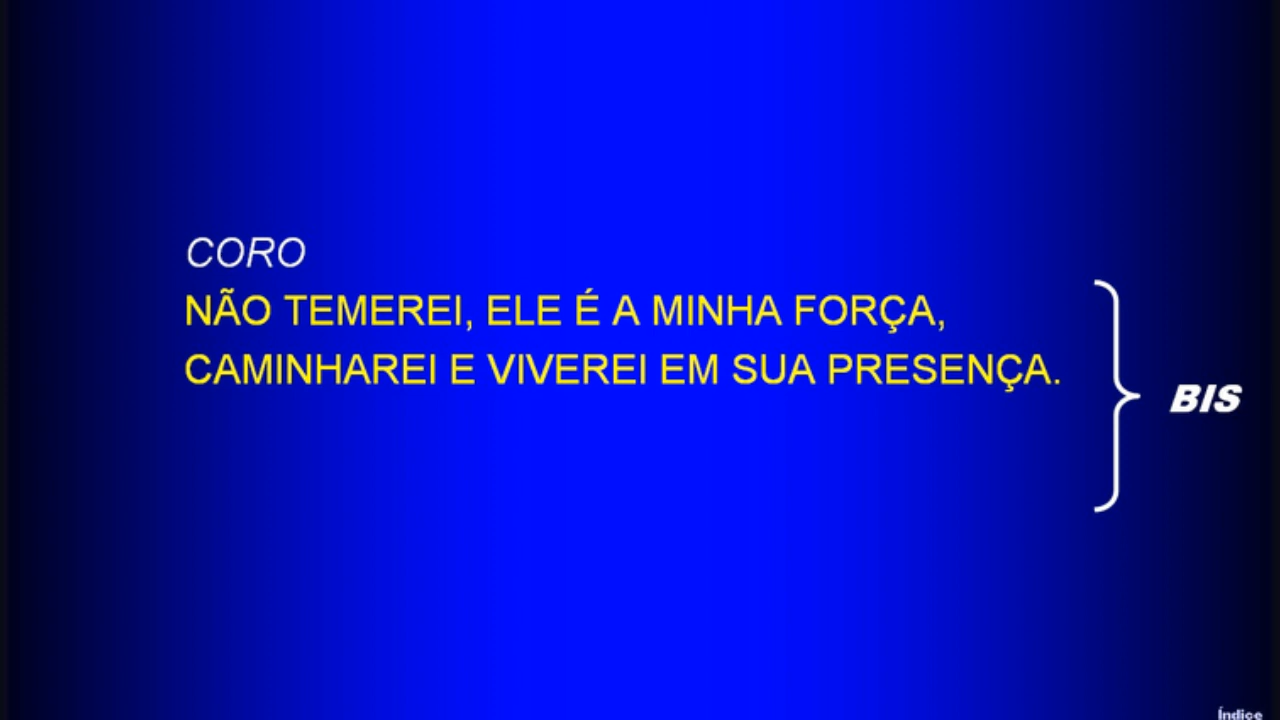 CORO
NÃO TEMEREI, ELE É A MINHA FORÇA,
CAMINHAREI E VIVEREI EM SUA PRESENÇA.
BIS
Índice